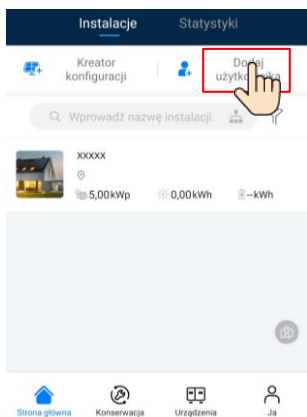 Instalacje Statystyki
Kreator
konfiguracji
Dodaj
użytkownika
Wprowadź nazwę instalacji.
xxxxx
5,00kWp 0,00kWh --kWh
Strona główna Konserwacja Urządzenia Ja